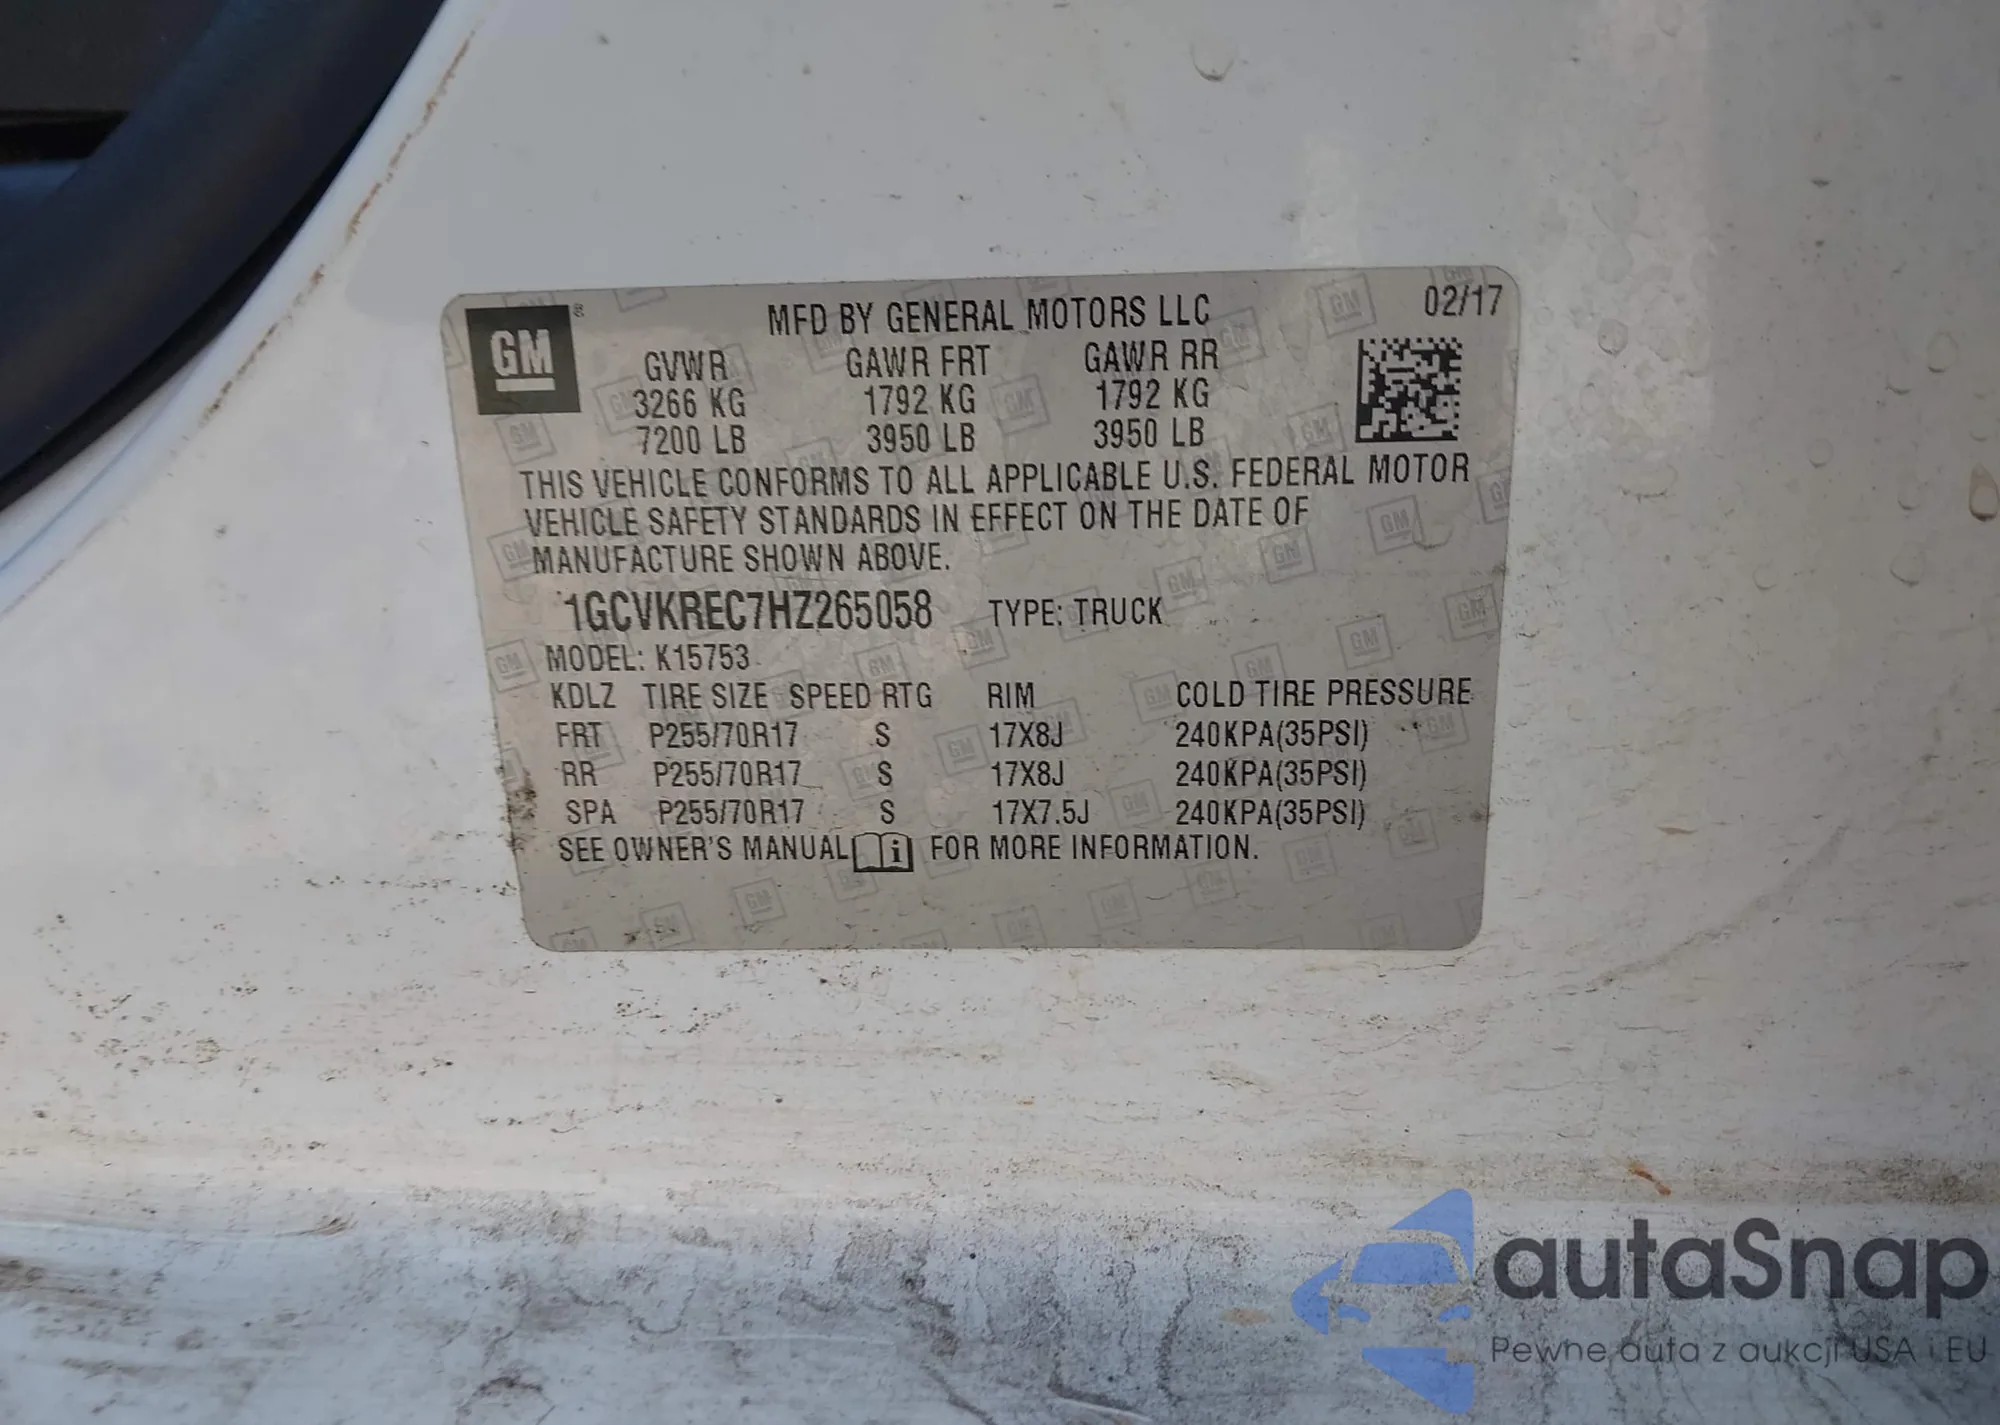 GM ® MFD BY GENERAL MOTORS LLC 02/17
GVWR GAWR FRT GAWR RR
3266 KG 1792 KG 1792 KG
7200 LB 3950 LB 3950 LB
THIS VEHICLE CONFORMS TO ALL APPLICABLE U.S. FEDERAL MOTOR
VEHICLE SAFETY STANDARDS IN EFFECT ON THE DATE OF
MANUFACTURE SHOWN ABOVE.
1GCVKREC7HZ265058 TYPE: TRUCK
MODEL: K15753
KDLZ TIRE SIZE SPEED RTG RIM COLD TIRE PRESSURE
FRT P255/70R17 S 17X8J 240KPA(35PSI)
RR P255/70R17 S 17X8J 240KPA(35PSI)
SPA P255/70R17 S 17X7.5J 240KPA(35PSI)
SEE OWNER'S MANUAL i FOR MORE INFORMATION.
autaSnap
Pewne auta z aukcji USA i EU